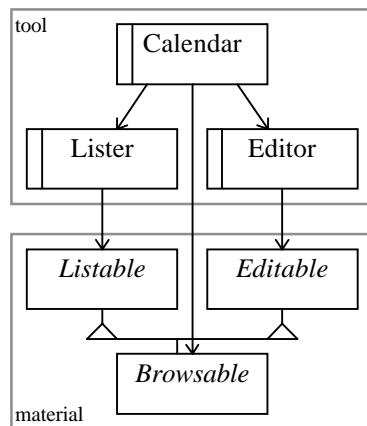 tool
Calendar
Lister
Editor
Listable
Editable
Browsable
material